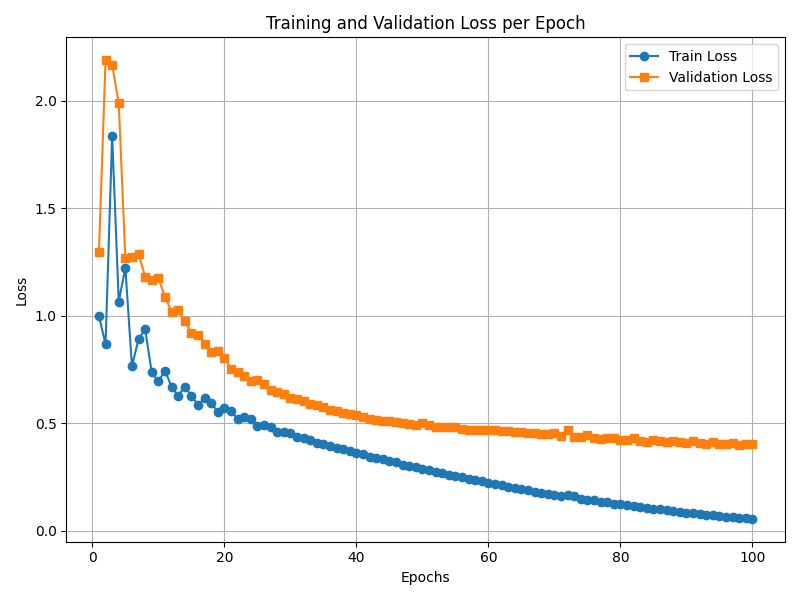 Training and Validation Loss per Epoch
Train Loss
Validation Loss
2.0
1.5
1.0
0.5
0.0
Loss
0 20 40 60 80 100
Epochs